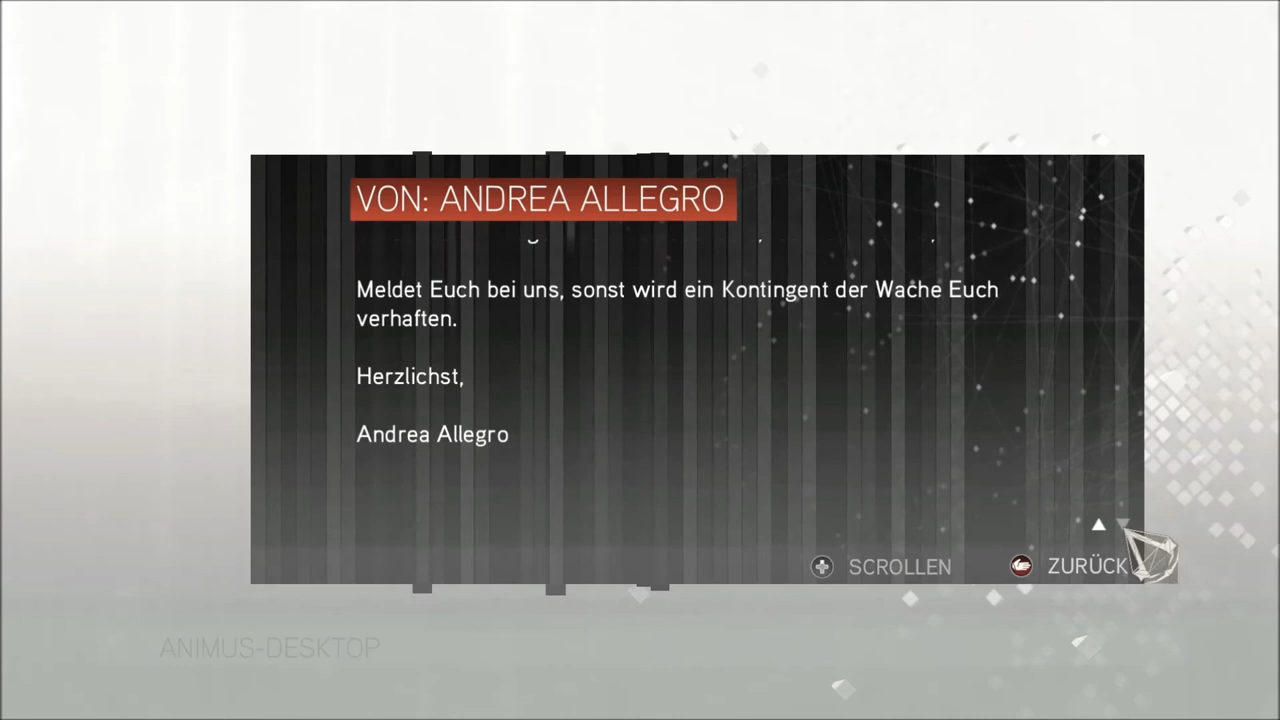 VON: ANDREA ALLEGRO
Meldet Euch bei uns, sonst wird ein Kontingent der Wache Euch
verhaften.
Herzlichst,
Andrea Allegro
SCROLLEN
ZURÜCK
ANIMUS-DESKTOP